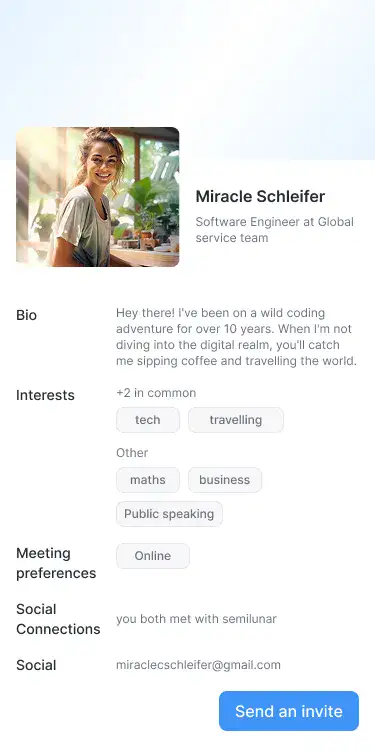 Miracle Schleifer
Software Engineer at Global
service team
Bio
Hey there! I've been on a wild coding
adventure for over 10 years. When I'm not
diving into the digital realm, you'll catch
me sipping coffee and travelling the world.
Interests
+2 in common
tech
travelling
Other
maths
business
Public speaking
Meeting
preferences
Online
Social
Connections
you both met with semilunar
Social
miraclecschleifer@gmail.com
Send an invite